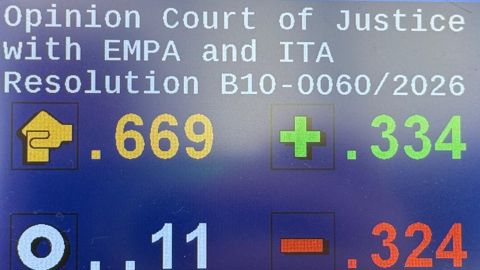 Opinion Court of Justice
with EMPA and ITA
Resolution B10-0060/2026
.669 + .334
..11 - .324